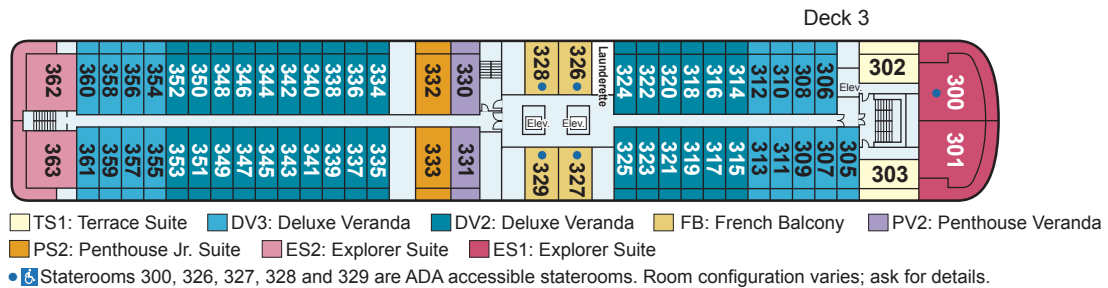 Deck 3
362 360 358 356 354 352 350 348 346 344 342 340 338 336 334 332 330 328 326 Launderette 324 322 320 318 316 314 312 310 308 306 Elev. 302 300
Elev. Elev.
363 361 359 357 355 353 351 349 347 345 343 341 339 337 335 333 331 329 327 325 323 321 319 317 315 313 311 309 307 305 303 301
TS1: Terrace Suite DV3: Deluxe Veranda DV2: Deluxe Veranda FB: French Balcony PV2: Penthouse Veranda
PS2: Penthouse Jr. Suite ES2: Explorer Suite ES1: Explorer Suite
• Staterooms 300, 326, 327, 328 and 329 are ADA accessible staterooms. Room configuration varies; ask for details.